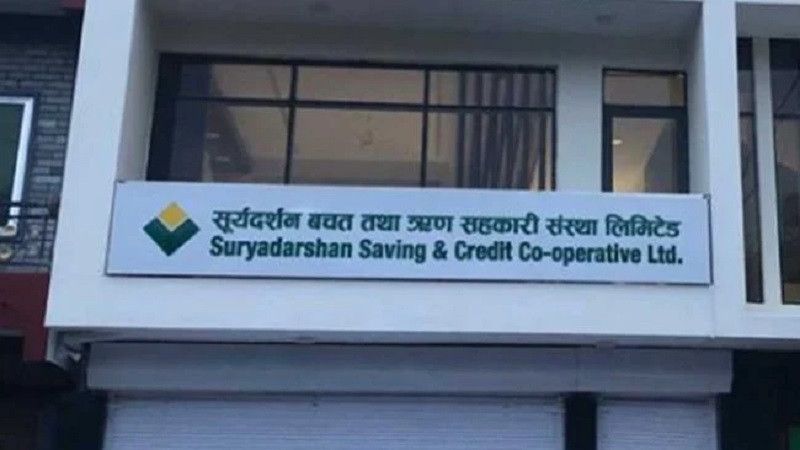 सूर्यदर्शन बचत तथा ऋण सहकारी संस्था लिमिटेड
Suryadarshan Saving & Credit Co-operative Ltd.